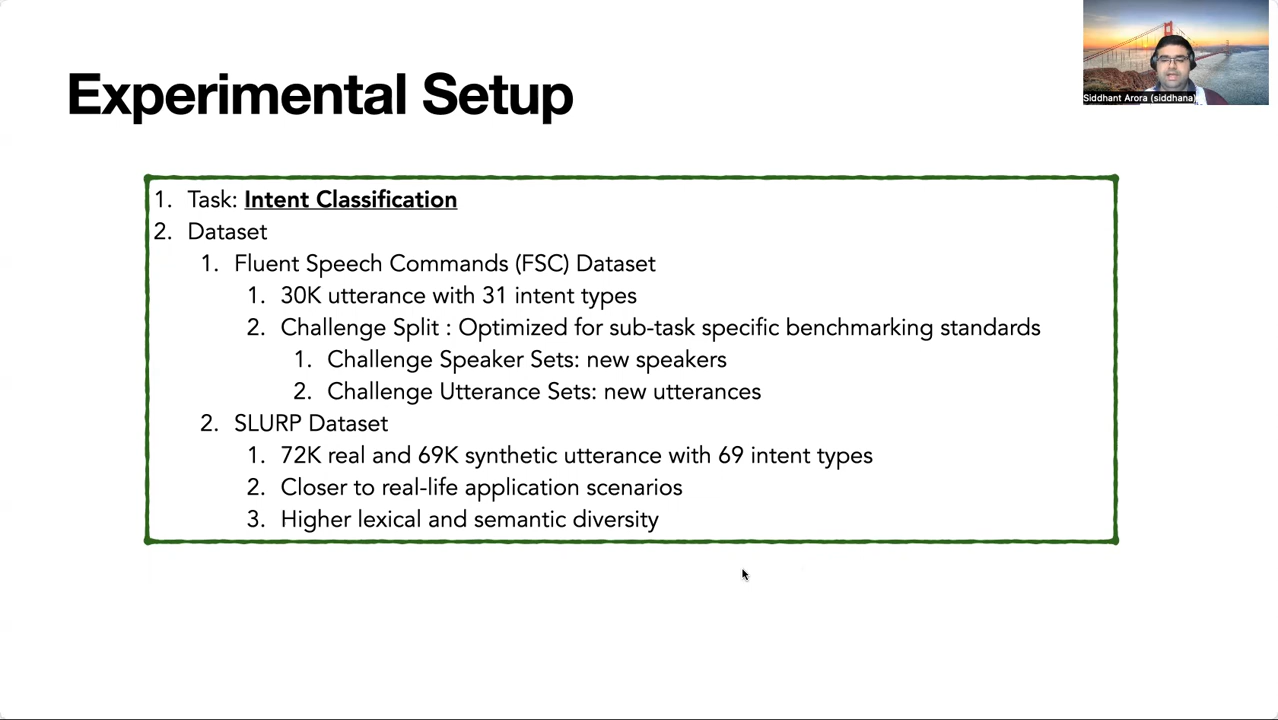 Siddhant Arora (siddhana)
Experimental Setup
1. Task: Intent Classification
2. Dataset
1. Fluent Speech Commands (FSC) Dataset
1. 30K utterance with 31 intent types
2. Challenge Split : Optimized for sub-task specific benchmarking standards
1. Challenge Speaker Sets: new speakers
2. Challenge Utterance Sets: new utterances
2. SLURP Dataset
1. 72K real and 69K synthetic utterance with 69 intent types
2. Closer to real-life application scenarios
3. Higher lexical and semantic diversity